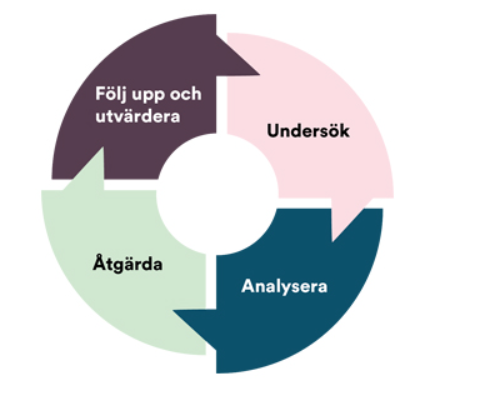 Följ upp och
utvärdera
Undersök
Analysera
Åtgärda